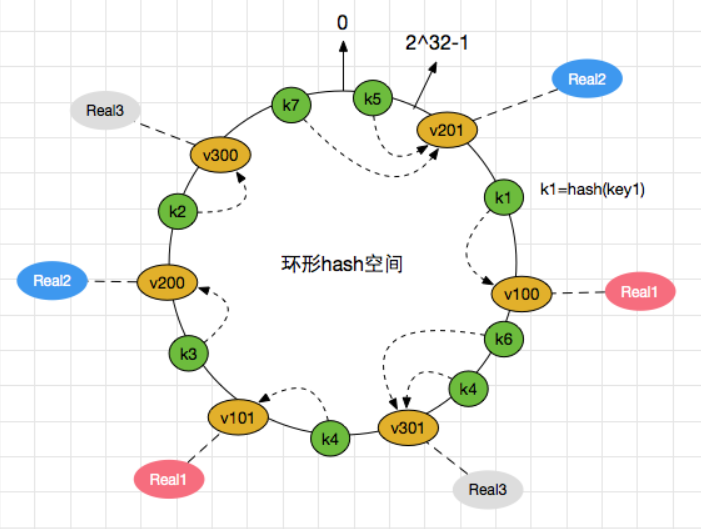 0
2^32-1
Real2
k7
k5
Real3
v201
v300
k1
k1=hash(key1)
k2
环形hash空间
Real2
v200
v100
Real1
k6
k3
k4
v101
v301
k4
Real1
Real3